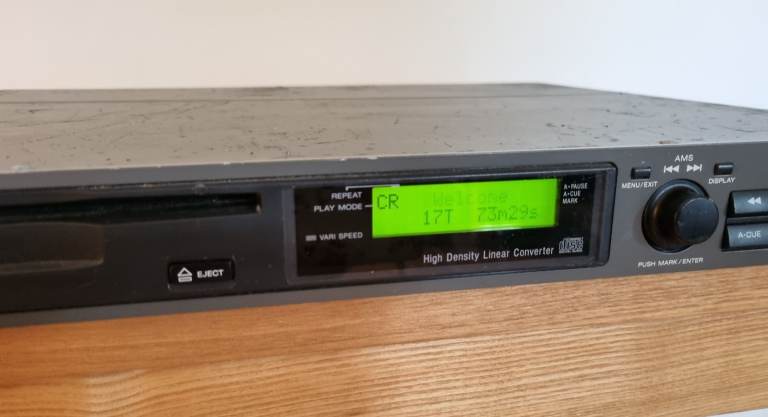 REPEAT
PLAY MODE
VARI SPEED
CR Welcome
17T 73m29s
A•PAUSE
A•CUE
MARK
High Density Linear Converter
disc
EJECT
AMS
MENU/EXIT
DISPLAY
A•CUE
PUSH MARK/ENTER